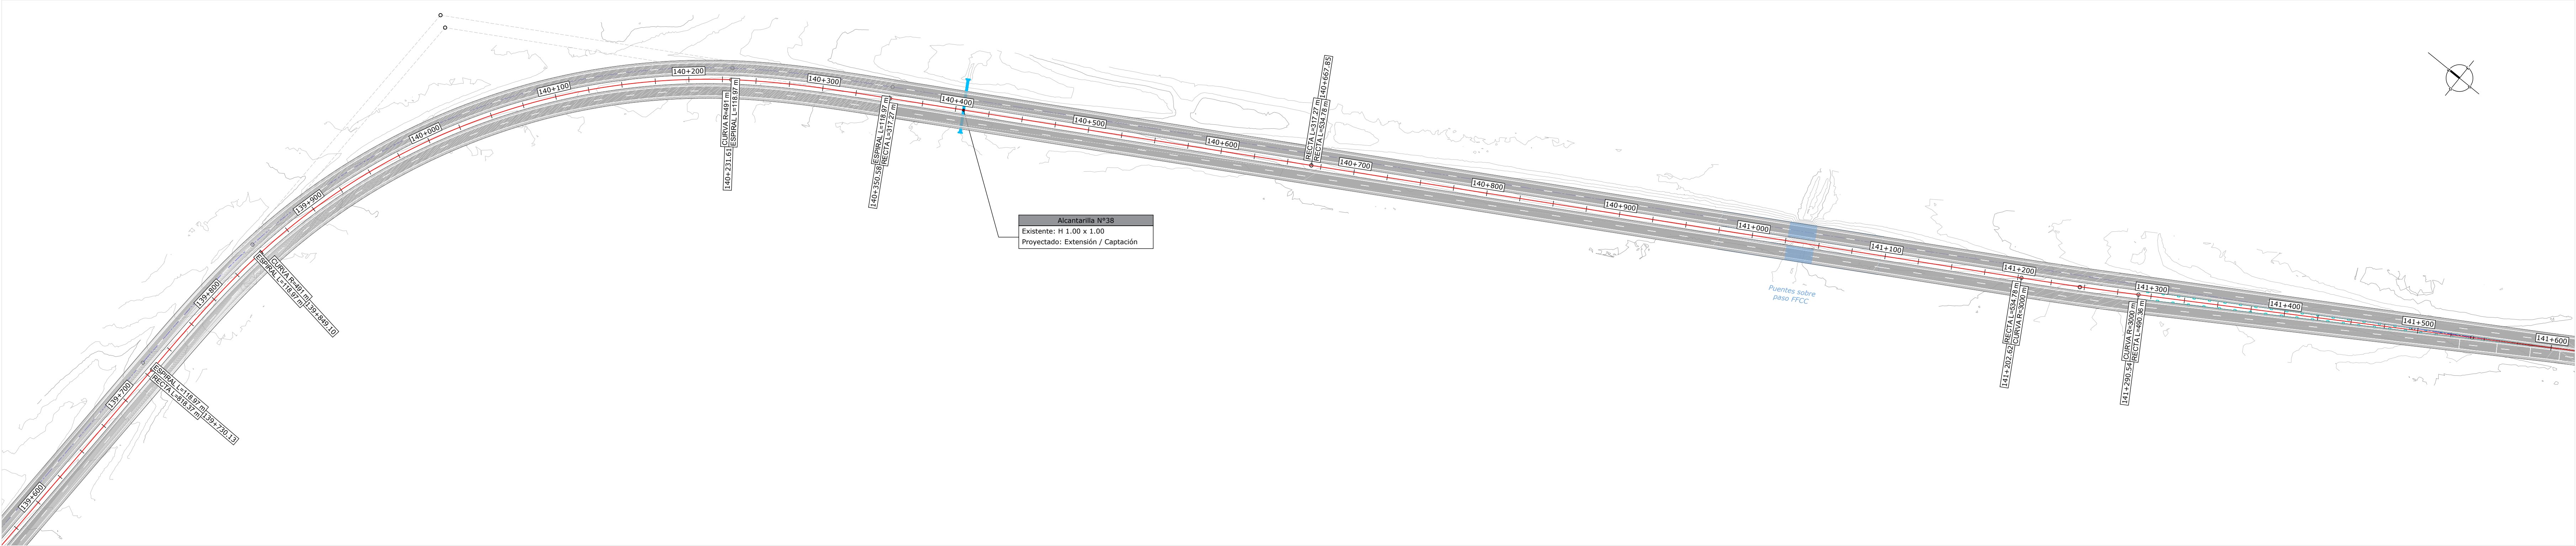 139+600
139+700
ESPIRAL L=118.97 m
RECTA L=818.37 m
139+730.13
139+800
CURVA R=491 m
ESPIRAL L=118.97 m
139+849.10
139+900
140+000
140+100
140+200
140+231.61
CURVA R=491 m
ESPIRAL L=118.97 m
140+300
140+350.58
ESPIRAL L=118.97 m
RECTA L=317.27 m
140+400
Alcantarilla N°38
Existente: H 1.00 x 1.00
Proyectado: Extensión / Captación
140+500
140+600
RECTA L=317.27 m
RECTA L=534.78 m
140+667.85
140+700
140+800
140+900
141+000
Puentes sobre
paso FFCC
141+100
141+200
141+202.62
RECTA L=534.78 m
CURVA R=3000 m
141+300
141+290.54
CURVA R=3000 m
RECTA L=490.36 m
141+400
141+500
141+600